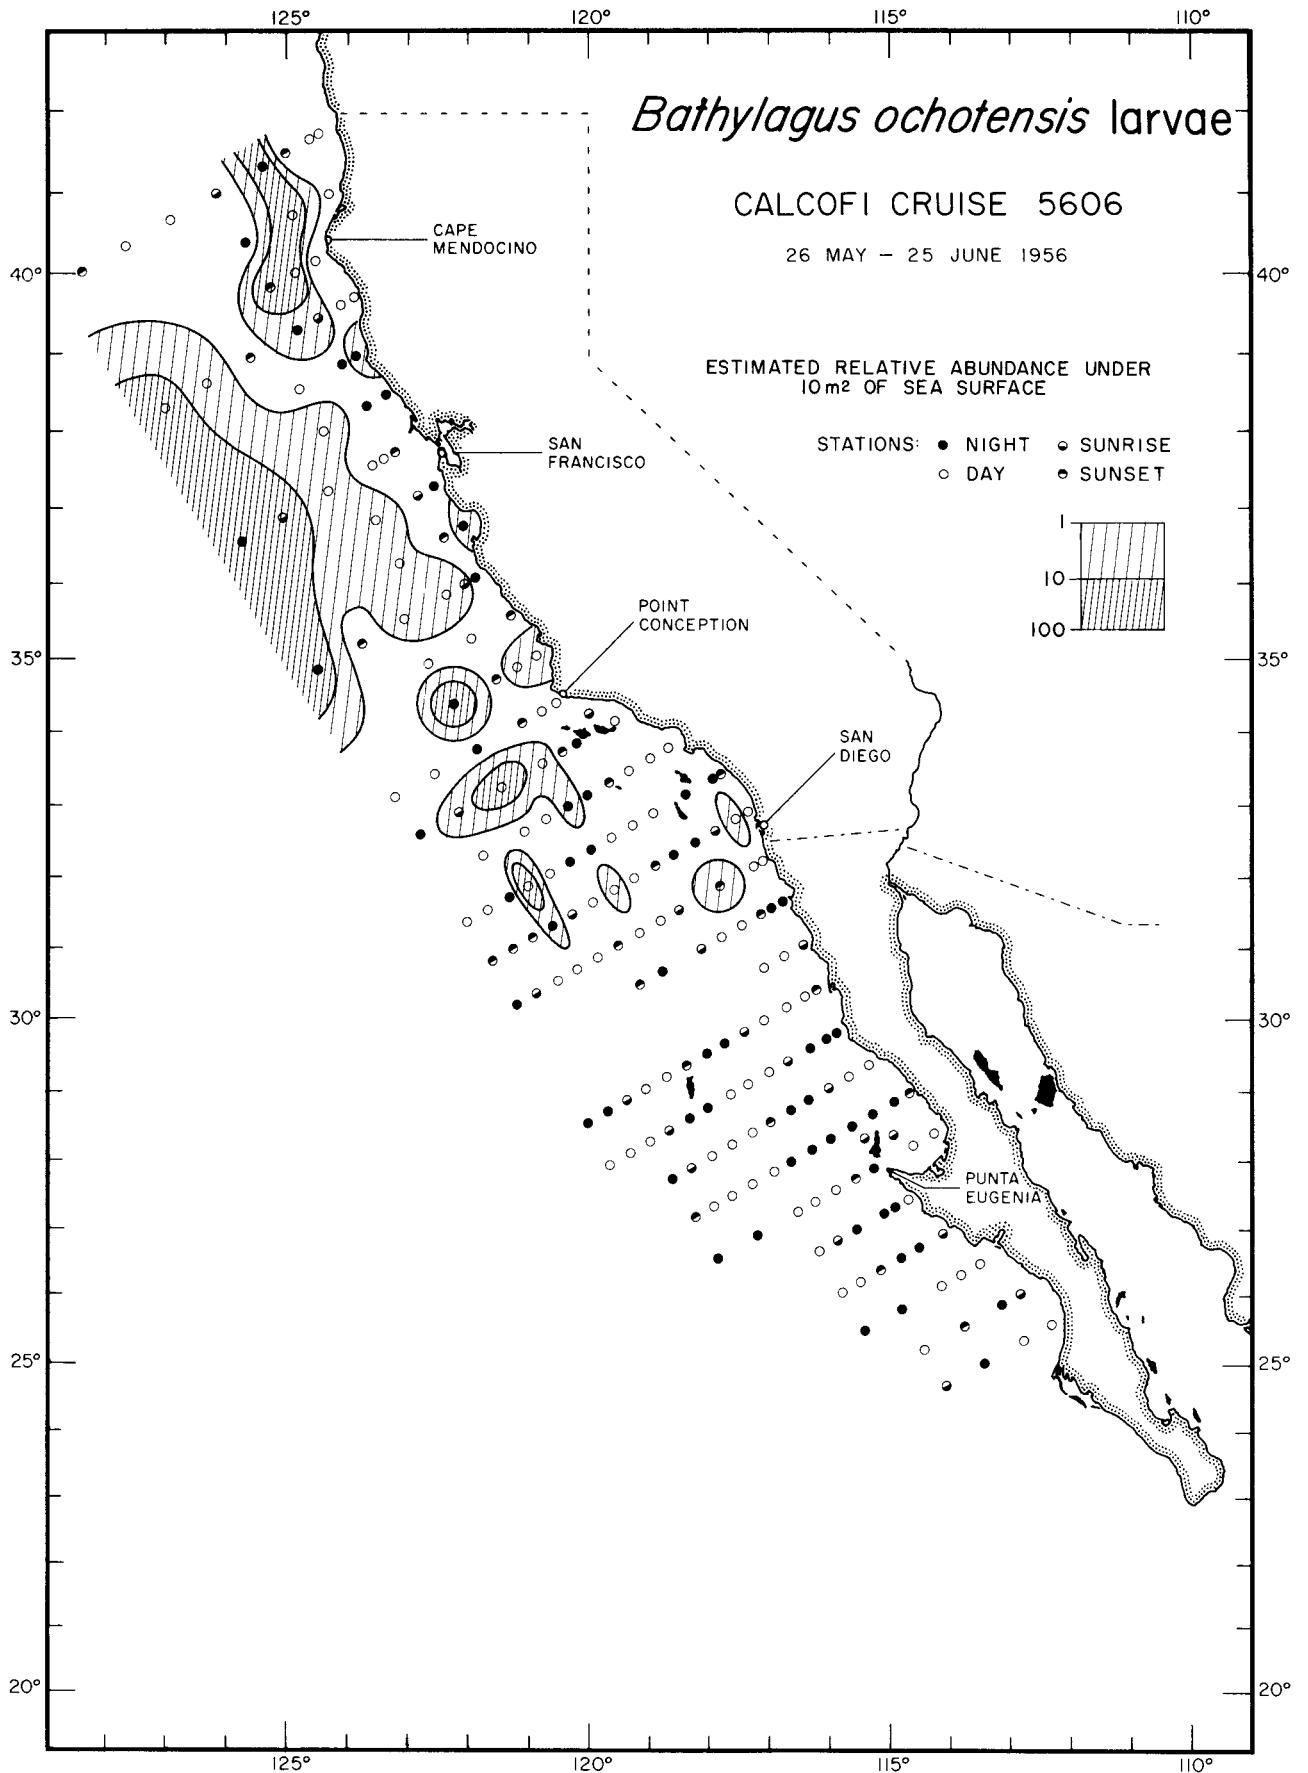 125° 120° 115° 110°
Bathylagus ochotensis larvae
CALCOFI CRUISE 5606
26 MAY – 25 JUNE 1956
CAPE
MENDOCINO
40° 40°
ESTIMATED RELATIVE ABUNDANCE UNDER
10 m2 OF SEA SURFACE
STATIONS: NIGHT SUNRISE
DAY SUNSET
SAN
FRANCISCO
1
10
100
POINT
CONCEPTION
35° 35°
SAN
DIEGO
30° 30°
PUNTA
EUGENIA
25° 25°
20° 20°
125° 120° 115° 110°